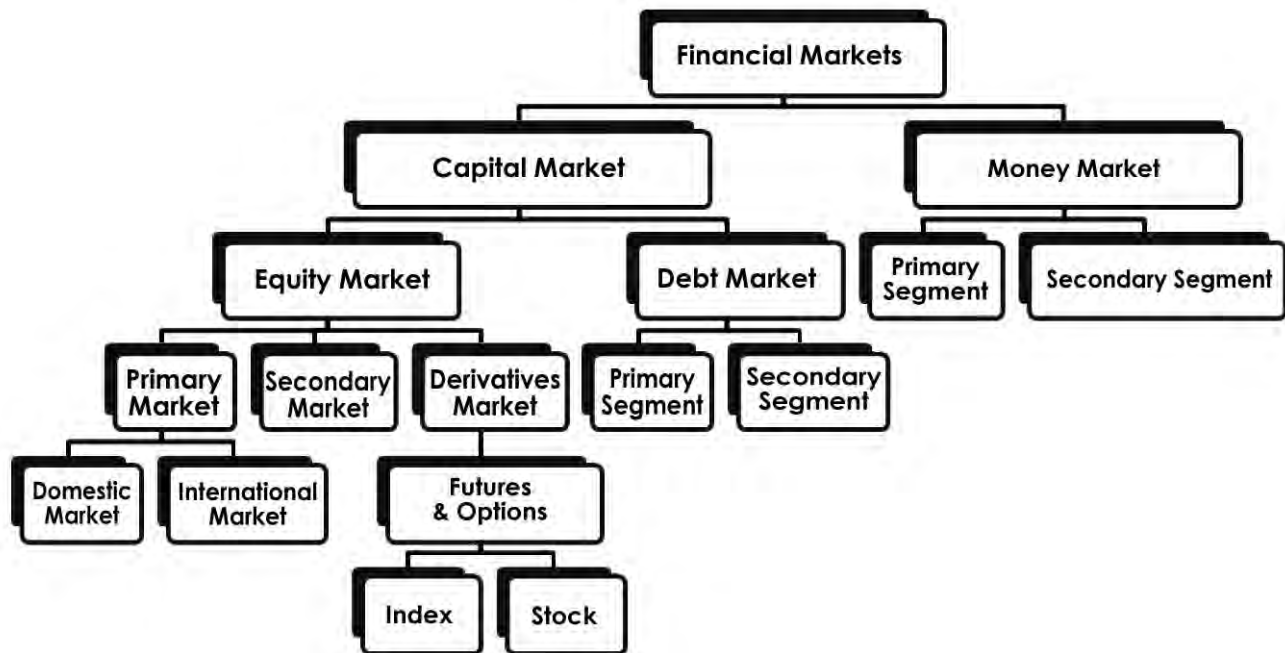 Financial Markets
Capital Market
Money Market
Equity Market
Debt Market
Primary
Segment
Secondary Segment
Primary
Market
Secondary
Market
Derivatives
Market
Primary
Segment
Secondary
Segment
Domestic
Market
International
Market
Futures
& Options
Index
Stock